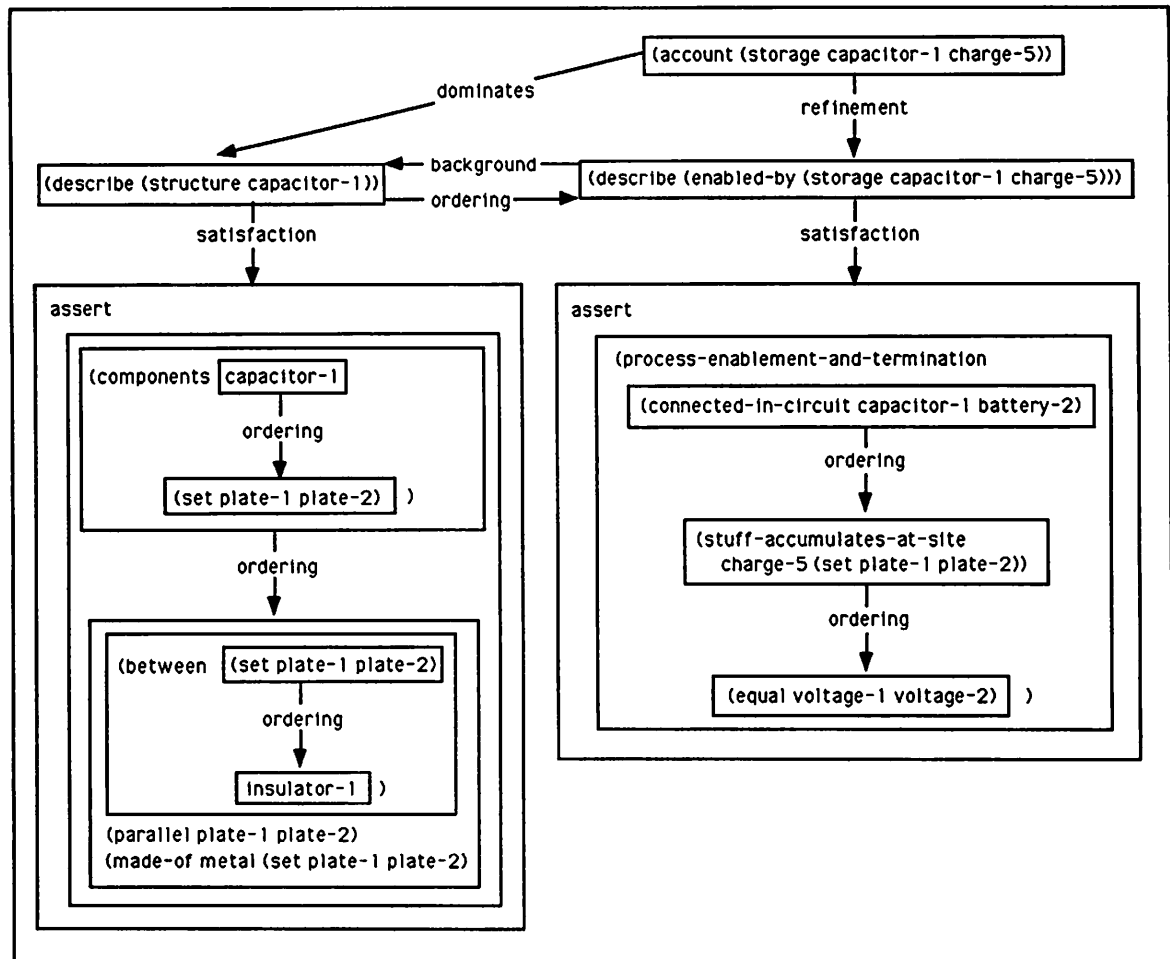 (account (storage capacitor-1 charge-5))
dominates
refinement
background
(describe (structure capacitor-1))
(describe (enabled-by (storage capacitor-1 charge-5)))
ordering
satisfaction
satisfaction
assert
(components capacitor-1
ordering
(set plate-1 plate-2) )
ordering
(between (set plate-1 plate-2)
ordering
insulator-1 )
(parallel plate-1 plate-2)
(made-of metal (set plate-1 plate-2)
assert
(process-enablement-and-termination
(connected-in-circuit capacitor-1 battery-2)
ordering
(stuff-accumulates-at-site
charge-5 (set plate-1 plate-2))
ordering
(equal voltage-1 voltage-2) )